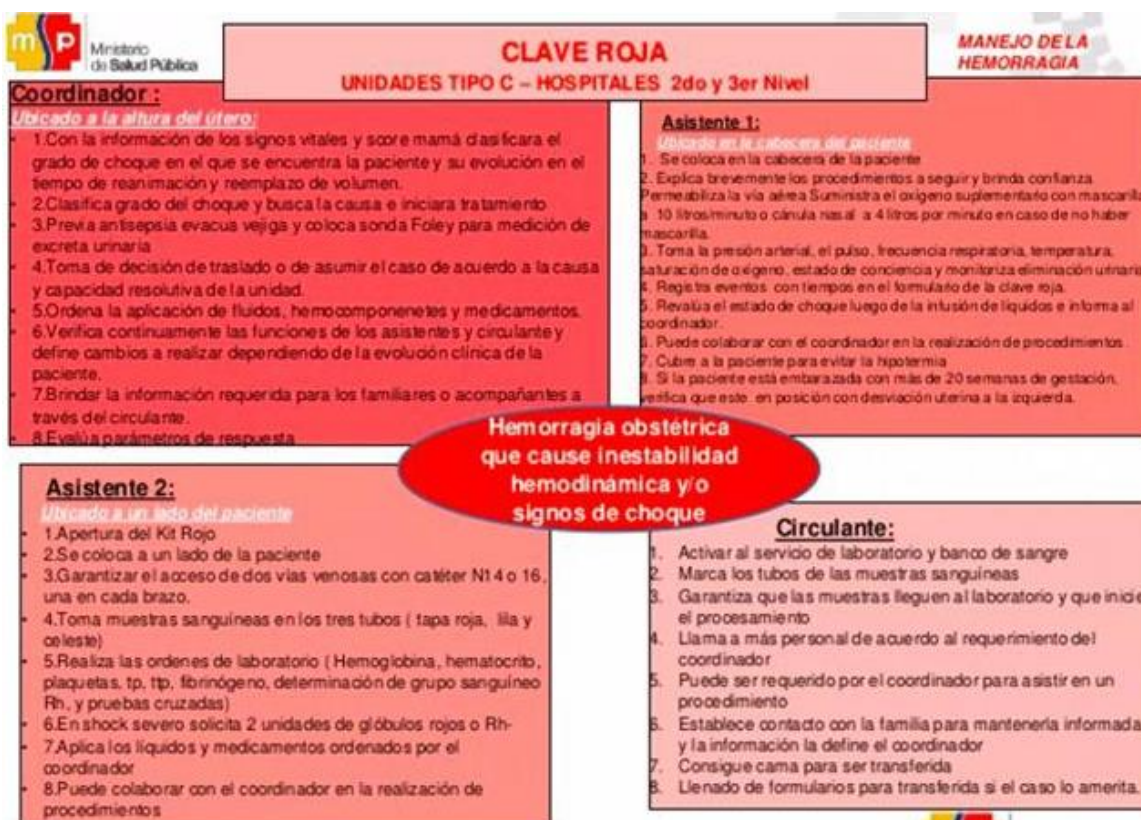 mSP
Ministerio
de Salud Pública
CLAVE ROJA
UNIDADES TIPO C – HOSPITALES 2do y 3er Nivel
MANEJO DE LA
HEMORRAGIA
Coordinador :
Ubicado a la altura del útero:
• 1.Con la información de los signos vitales y score mamá clasificara el
grado de choque en el que se encuentra la paciente y su evolución en el
tiempo de reanimación y reemplazo de volumen.
• 2.Clasifica grado del choque y busca la causa e iniciara tratamiento
• 3.Previa antisepsia evacua vejiga y coloca sonda Foley para medición de
excreta urinaria
• 4.Toma de decisión de traslado o de asumir el caso de acuerdo a la causa
y capacidad resolutiva de la unidad.
• 5.Ordena la aplicación de fluidos, hemocomponenetes y medicamentos.
• 6.Verifica continuamente las funciones de los asistentes y circulante y
define cambios a realizar dependiendo de la evolución clínica de la
paciente.
• 7.Brindar la información requerida para los familiares o acompañantes a
través del circulante.
• 8.Evalúa parámetros de respuesta
Asistente 1:
Ubicado en la cabecera del paciente
1. Se coloca en la cabecera de la paciente
2. Explica brevemente los procedimientos a seguir y brinda confianza
Permeabiliza la vía aérea Suministra el oxígeno suplementario con mascarilla
a 10 litros/minuto o cánula nasal a 4 litros por minuto en caso de no haber
mascarilla.
3. Toma la presión arterial, el pulso, frecuencia respiratoria, temperatura,
saturación de oxígeno, estado de conciencia y monitoriza eliminación urinaria
4. Registra eventos con tiempos en el formulario de la clave roja.
5. Revalúa el estado de choque luego de la infusión de líquidos e informa al
coordinador.
6. Puede colaborar con el coordinador en la realización de procedimientos
7. Cubre a la paciente para evitar la hipotermia
8. Si la paciente está embarazada con más de 20 semanas de gestación,
verifica que este en posición con desviación uterina a la izquierda.
Hemorragia obstétrica
que cause inestabilidad
hemodinámica y/o
signos de choque
Asistente 2:
Ubicado a un lado del paciente
• 1.Apertura del Kit Rojo
• 2.Se coloca a un lado de la paciente
• 3.Garantizar el acceso de dos vías venosas con catéter N14 o 16,
una en cada brazo.
• 4.Toma muestras sanguíneas en los tres tubos ( tapa roja, lila y
celeste)
• 5.Realiza las ordenes de laboratorio ( Hemoglobina, hematocrito,
plaquetas, tp, ttp, fibrinógeno, determinación de grupo sanguíneo
Rh, y pruebas cruzadas)
• 6.En shock severo solicita 2 unidades de glóbulos rojos o Rh-
• 7.Aplica los líquidos y medicamentos ordenados por el
coordinador
• 8.Puede colaborar con el coordinador en la realización de
procedimientos
Circulante:
1. Activar al servicio de laboratorio y banco de sangre
2. Marca los tubos de las muestras sanguíneas
3. Garantiza que las muestras lleguen al laboratorio y que inicie
el procesamiento
4. Llama a más personal de acuerdo al requerimiento del
coordinador
5. Puede ser requerido por el coordinador para asistir en un
procedimiento
6. Establece contacto con la familia para mantenerla informada
y la información la define el coordinador
7. Consigue cama para ser transferida
8. Llenado de formularios para transferida si el caso lo amerita.